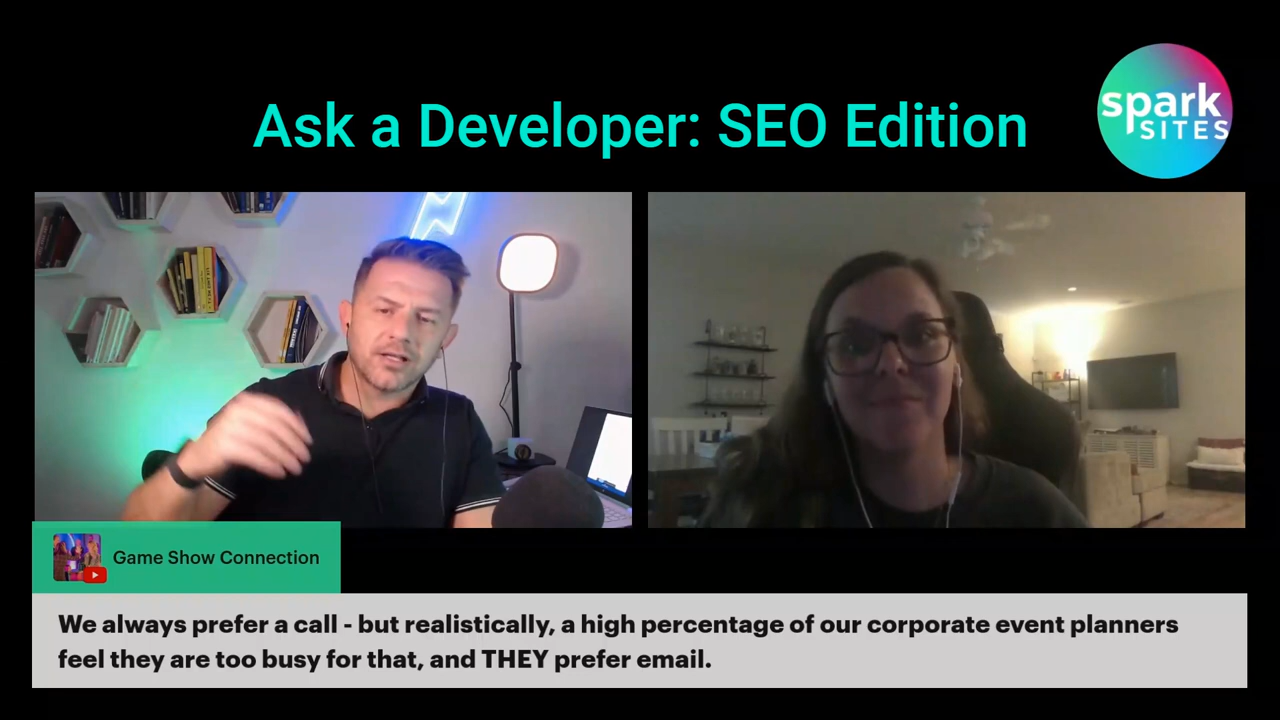 Ask a Developer: SEO Edition
spark
SITES
Game Show Connection
We always prefer a call - but realistically, a high percentage of our corporate event planners
feel they are too busy for that, and THEY prefer email.